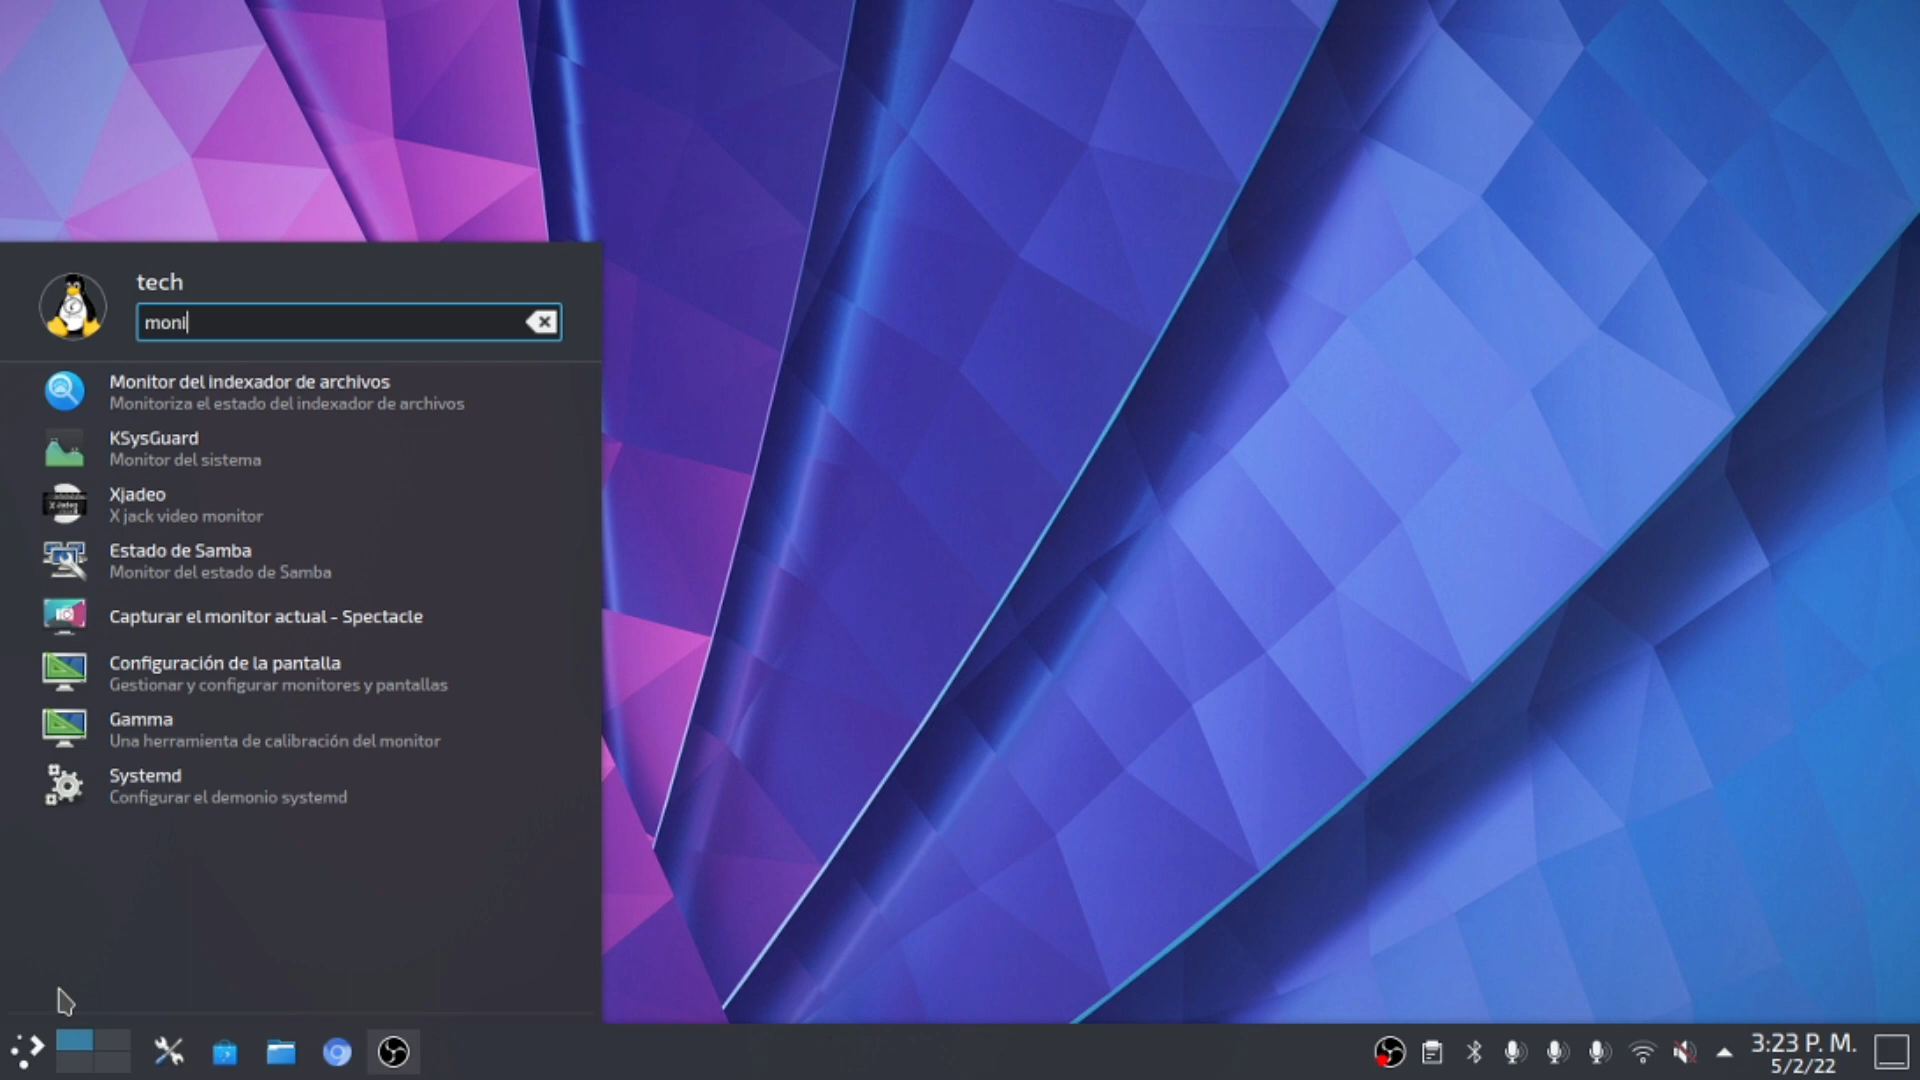 tech
moni
Monitor del indexador de archivos
Monitoriza el estado del indexador de archivos
KSysGuard
Monitor del sistema
Xjadeo
X jack video monitor
Estado de Samba
Monitor del estado de Samba
Capturar el monitor actual - Spectacle
Configuración de la pantalla
Gestionar y configurar monitores y pantallas
Gamma
Una herramienta de calibración del monitor
Systemd
Configurar el demonio systemd
3:23 P. M.
5/2/22